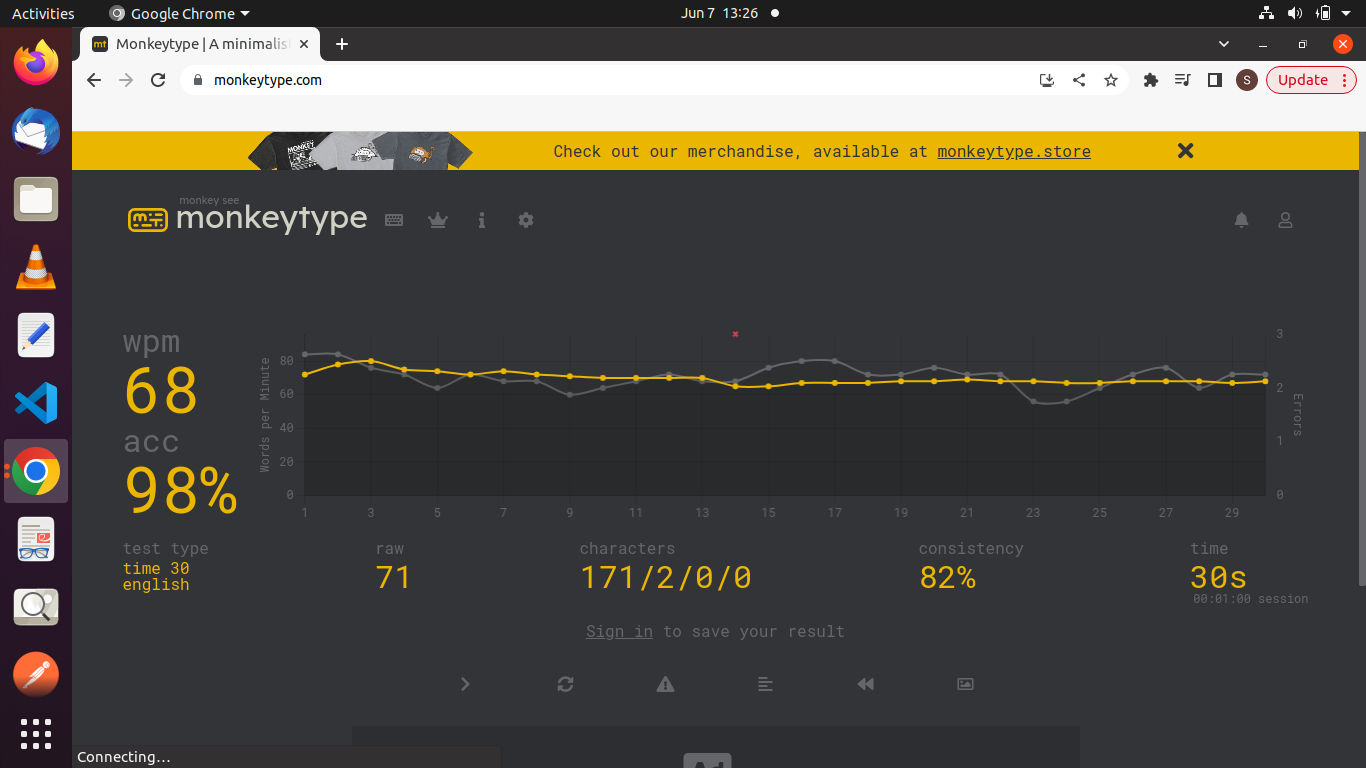 Activities
Google Chrome
Jun 7 13:26
mt
Monkeytype | A minimalis
monkeytype.com
S
Update
MONKEY
Check out our merchandise, available at monkeytype.store
monkey see
monkeytype
wpm
68
acc
98%
Words per Minute
80
60
40
20
0
3
2
1
0
Errors
1 3 5 7 9 11 13 15 17 19 21 23 25 27 29
test type
time 30
english
raw
71
characters
171/2/0/0
consistency
82%
time
30s
00:01:00 session
Sign in to save your result
Ad
Connecting…